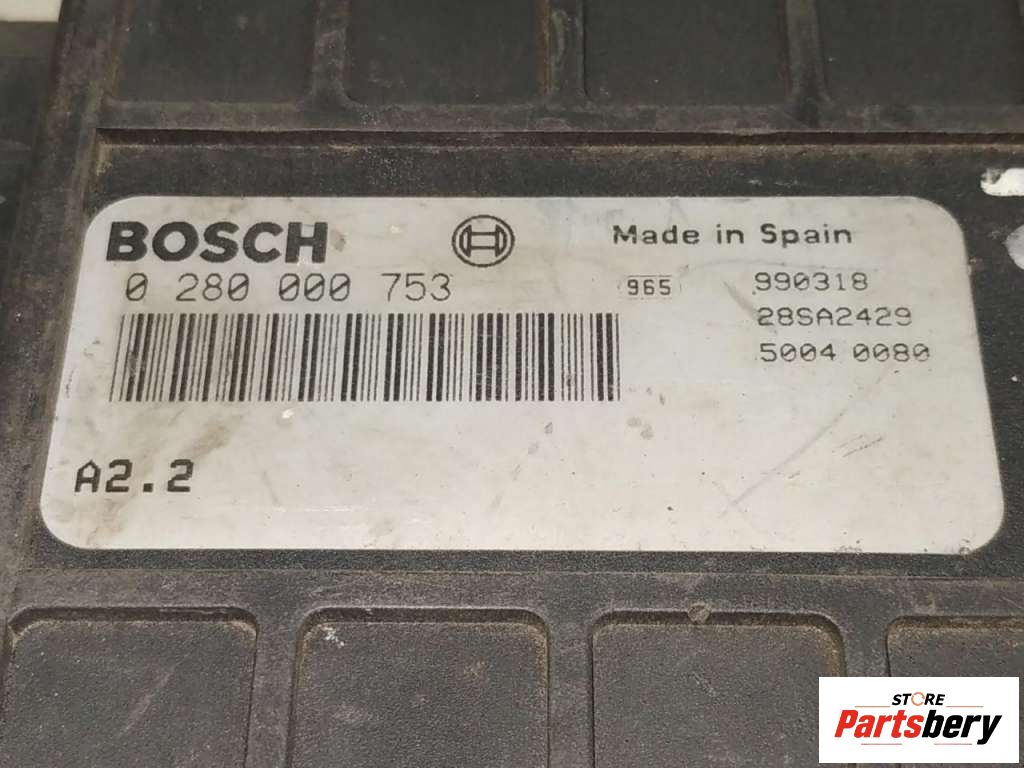 BOSCH
Made in Spain
0 280 000 753
965
990318
28SA2429
5004 0080
A2.2
STORE
Partsbery